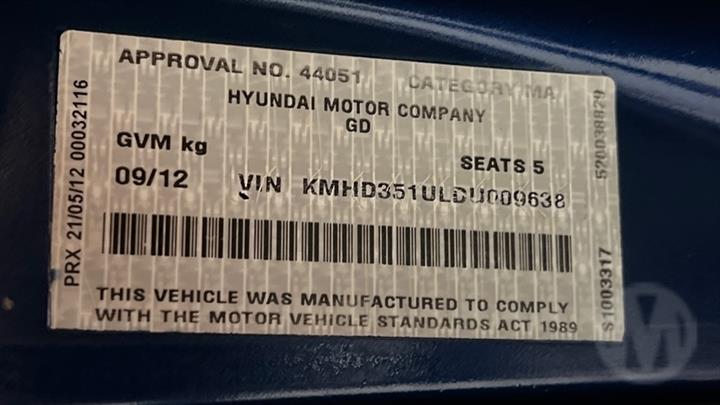 APPROVAL NO. 44051 CATEGORY MA
HYUNDAI MOTOR COMPANY
GD
GVM kg SEATS 5
09/12 VIN KMHD351ULDU009638
THIS VEHICLE WAS MANUFACTURED TO COMPLY
WITH THE MOTOR VEHICLE STANDARDS ACT 1989
PRX 21/05/12 00032116
520038829
S1003317